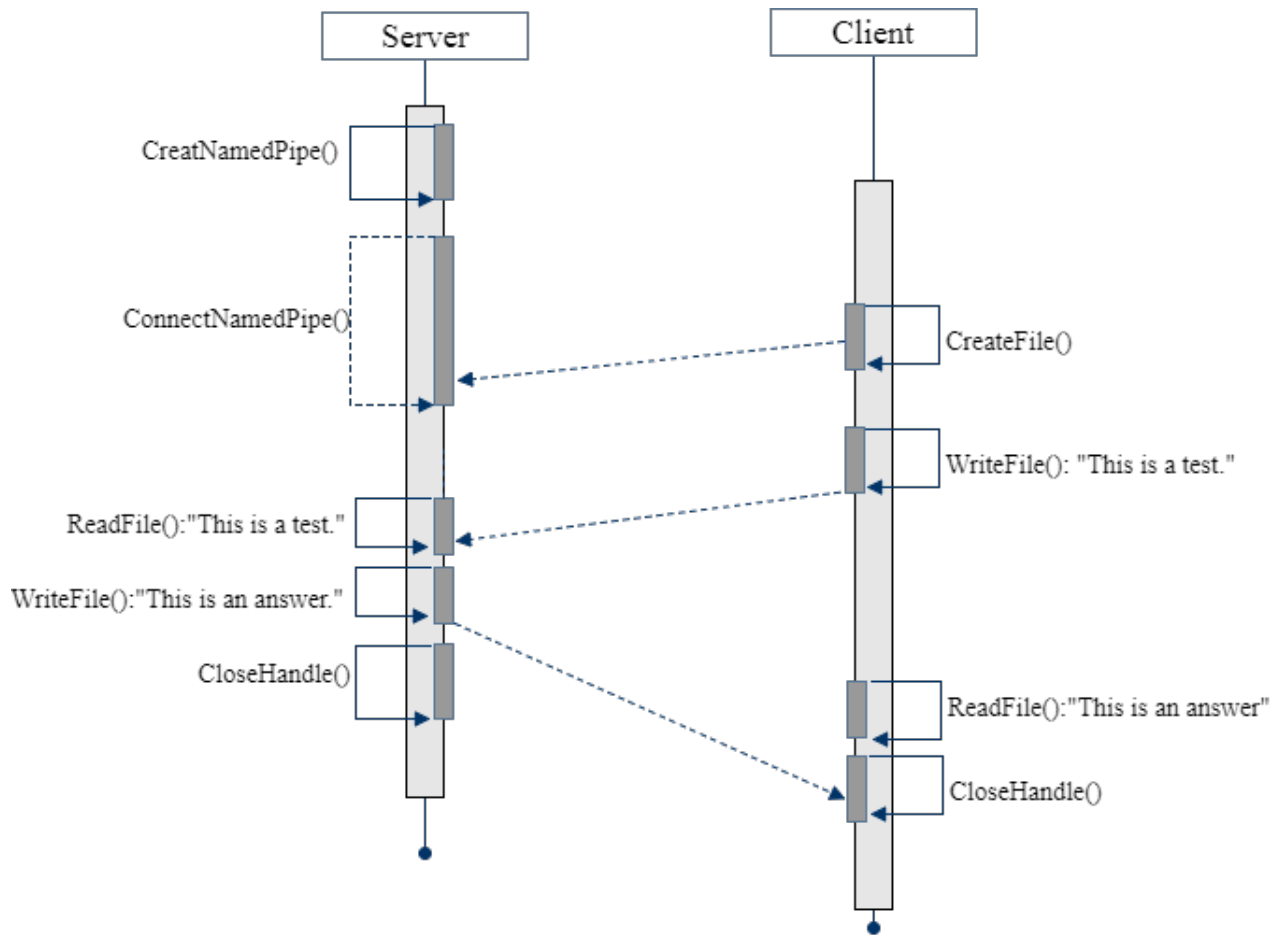 Server
Client
CreatNamedPipe()
ConnectNamedPipe()
CreateFile()
WriteFile(): "This is a test."
ReadFile():"This is a test."
WriteFile():"This is an answer."
CloseHandle()
ReadFile():"This is an answer"
CloseHandle()